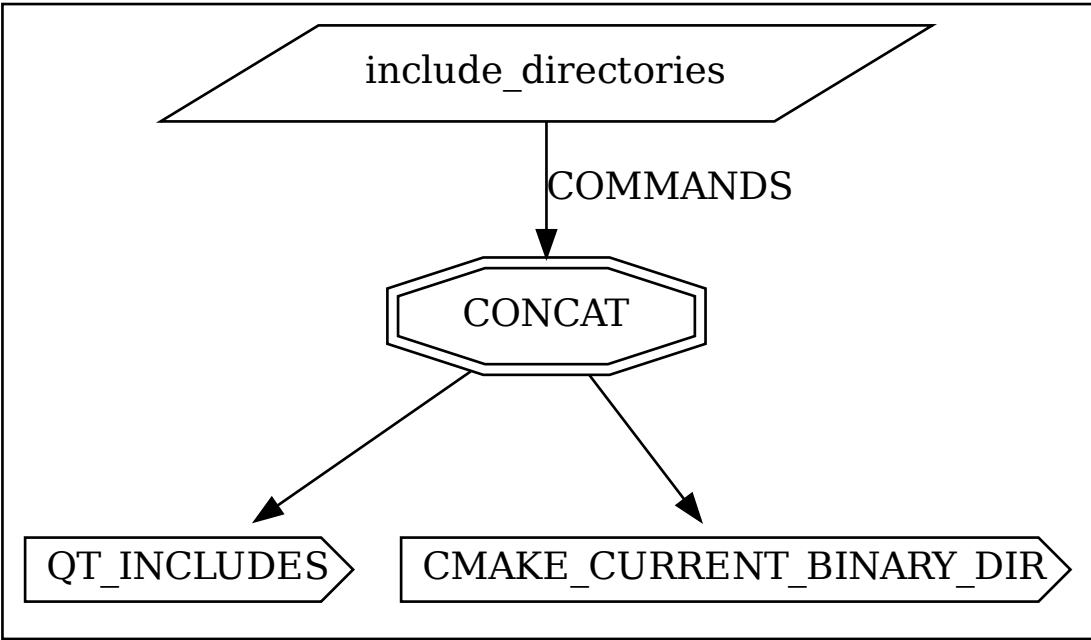 include_directories
COMMANDS
CONCAT
QT_INCLUDES
CMAKE_CURRENT_BINARY_DIR